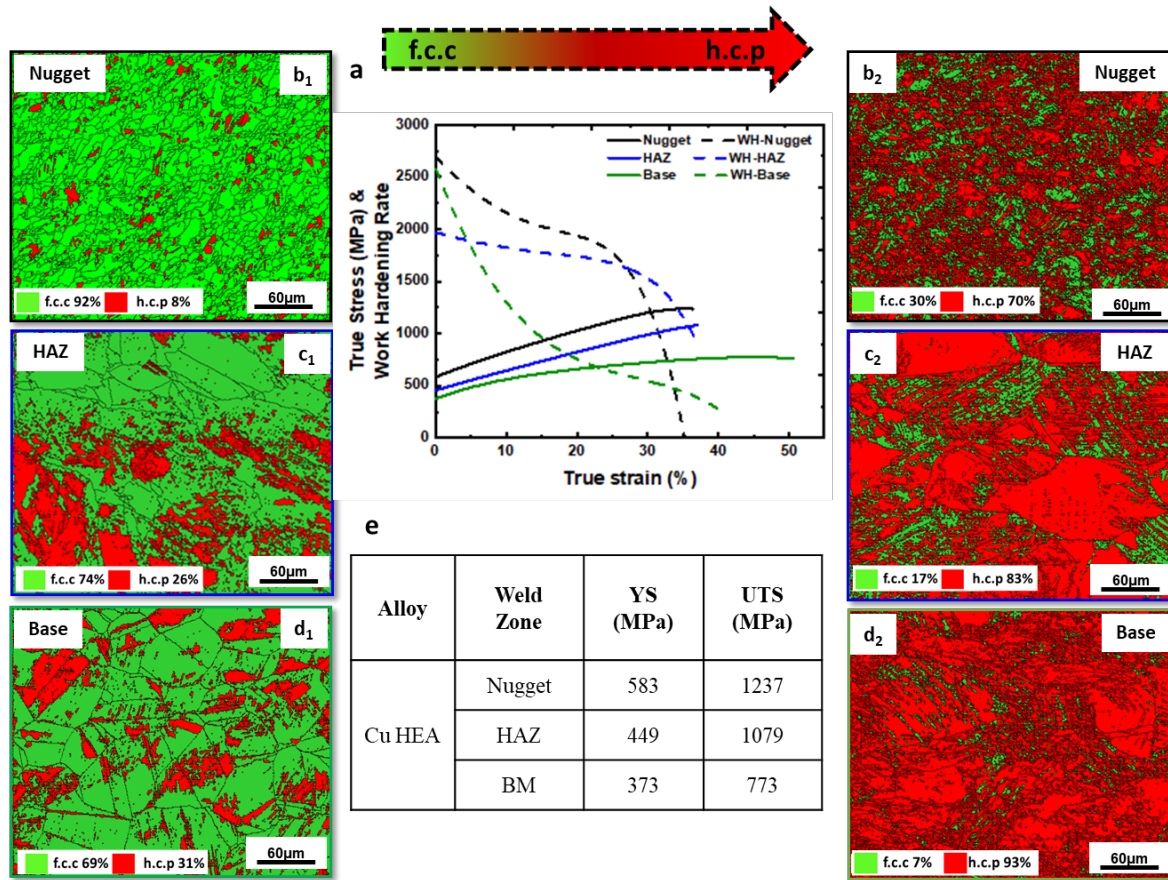 f.c.c h.c.p
Nugget b1
f.c.c 92% h.c.p 8% 60µm
HAZ c1
f.c.c 74% h.c.p 26% 60µm
Base d1
f.c.c 69% h.c.p 31% 60µm
a
3000
2500
2000
1500
1000
500
0
True Stress (MPa) &
Work Hardening Rate
Nugget WH-Nugget
HAZ WH-HAZ
Base WH-Base
0 10 20 30 40 50
True strain (%)
e
Alloy Weld Zone YS (MPa) UTS (MPa)
Cu HEA
Nugget 583 1237
HAZ 449 1079
BM 373 773
b2 Nugget
f.c.c 30% h.c.p 70% 60µm
c2 HAZ
f.c.c 17% h.c.p 83% 60µm
d2 Base
f.c.c 7% h.c.p 93% 60µm